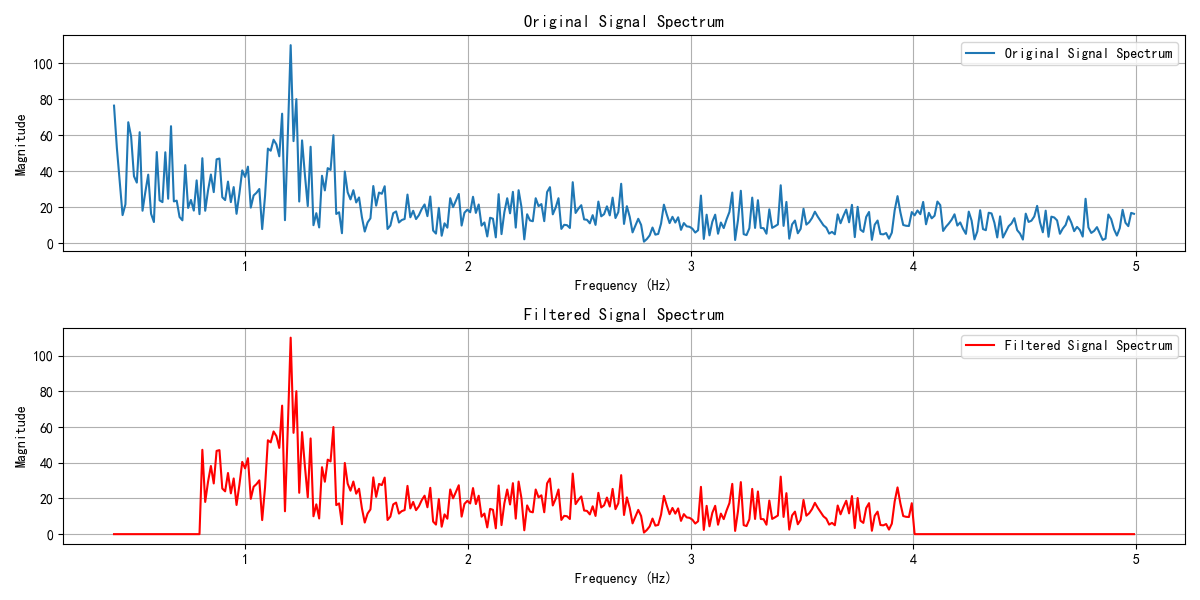 Original Signal Spectrum
Original Signal Spectrum
100
80
60
40
20
0
Magnitude
1 2 3 4 5
Frequency (Hz)
Filtered Signal Spectrum
Filtered Signal Spectrum
100
80
60
40
20
0
Magnitude
1 2 3 4 5
Frequency (Hz)